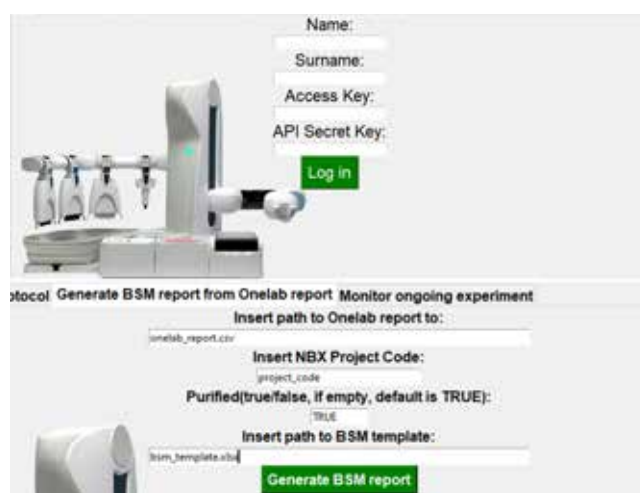 Name:
Surname:
Access Key:
API Secret Key:
Log in
otocol Generate BSM report from Onelab report Monitor ongoing experiment
Insert path to Onelab report to:
onelab_report.csv
Insert NBX Project Code:
project_code
Purified(true/false, if empty, default is TRUE):
TRUE
Insert path to BSM template:
Generate BSM report